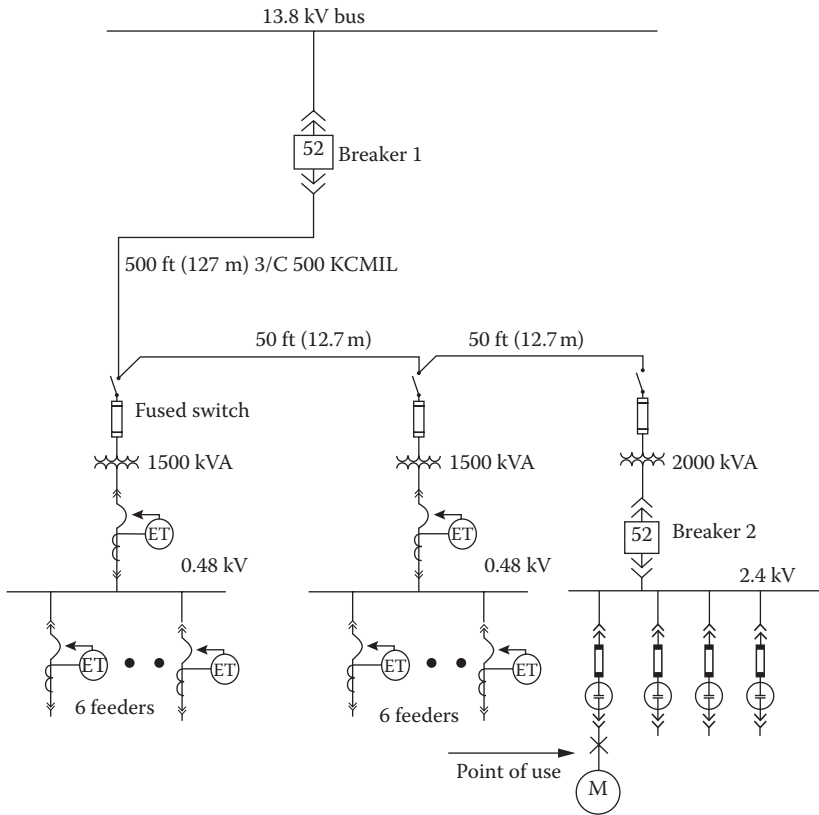 13.8 kV bus
52
Breaker 1
500 ft (127 m) 3/C 500 KCMIL
50 ft (12.7 m)
50 ft (12.7 m)
Fused switch
1500 kVA
1500 kVA
2000 kVA
ET
ET
52
Breaker 2
0.48 kV
0.48 kV
2.4 kV
ET
ET
ET
ET
6 feeders
6 feeders
Point of use
M